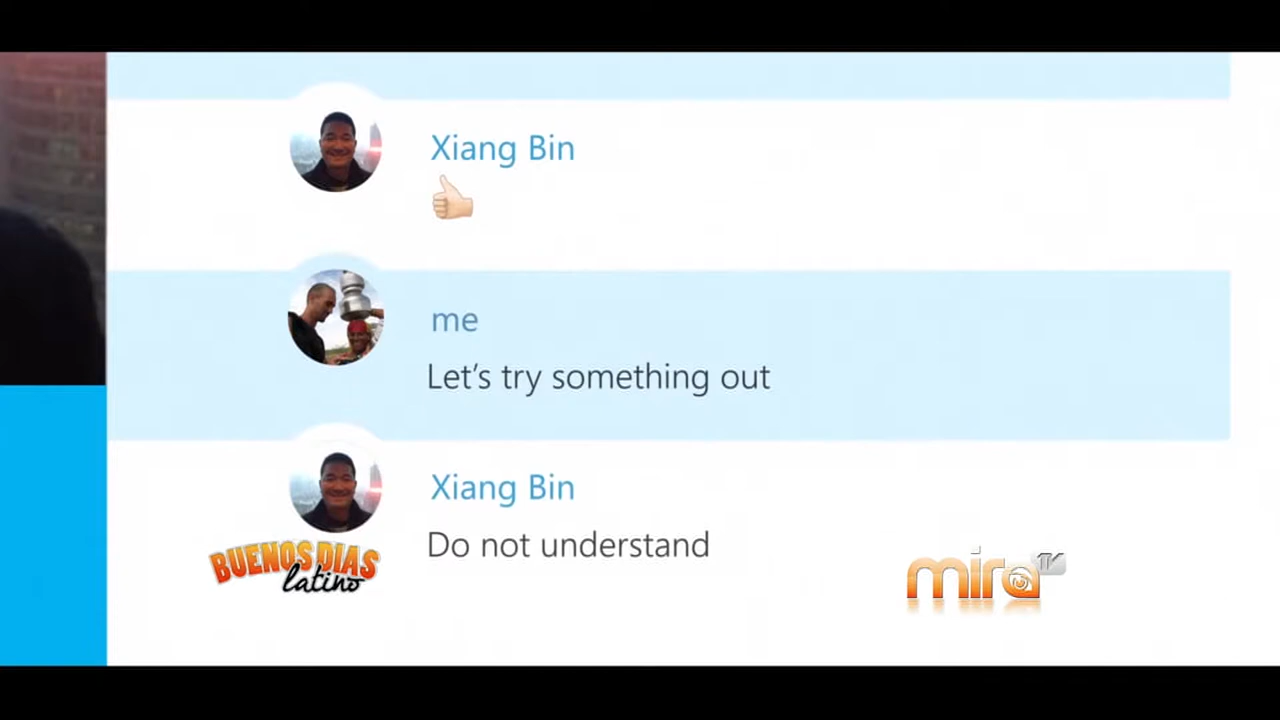 Xiang Bin
me
Let's try something out
Xiang Bin
Do not understand
BUENOS DIAS
latino
mira TV